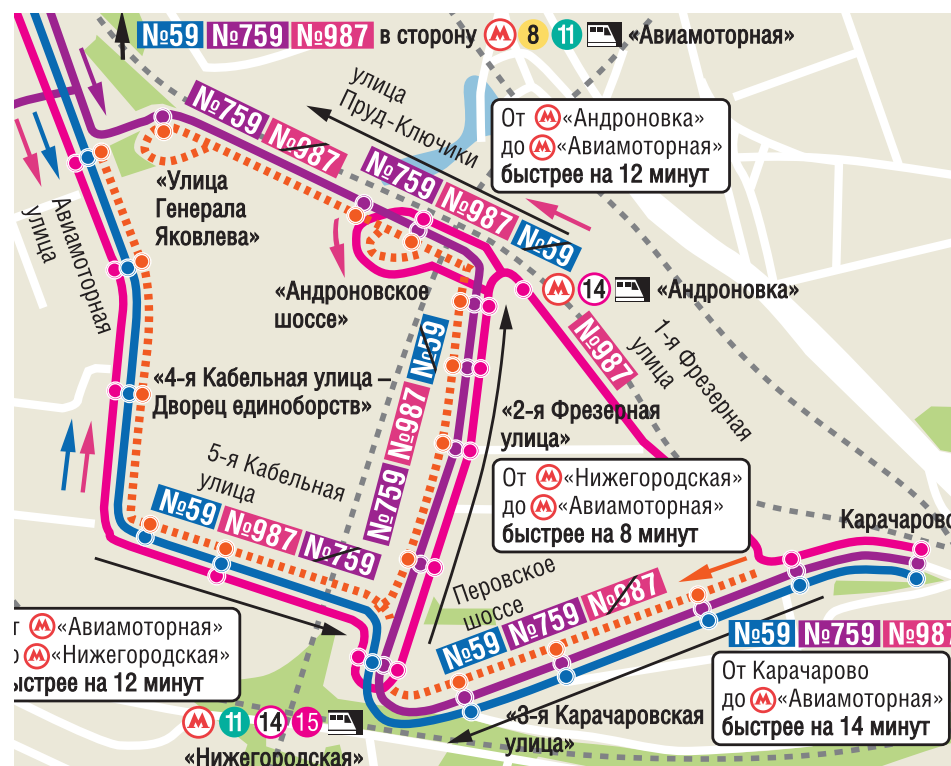 №59 №759 №987 в сторону М 8 11 «Авиамоторная»
улица
Пруд-Ключики
№759 №987
От М «Андроновка»
до М «Авиамоторная»
быстрее на 12 минут
№759 №987 №59
«Улица
Генерала
Яковлева»
Авиамоторная
улица
«Андроновское
шоссе»
М 14 «Андроновка»
№59
№987
1-я Фрезерная
улица
«4-я Кабельная улица –
Дворец единоборств»
«2-я Фрезерная
улица»
5-я Кабельная
улица
№759 №987
От М «Нижегородская»
до М «Авиамоторная»
быстрее на 8 минут
№59 №987 №759
Карачарово
Перовское
шоссе
№59 №759 №987
т М «Авиамоторная»
о М «Нижегородская»
ыстрее на 12 минут
№59 №759 №987
От Карачарово
до М «Авиамоторная»
быстрее на 14 минут
М 11 14 15
«Нижегородская»
«3-я Карачаровская
улица»